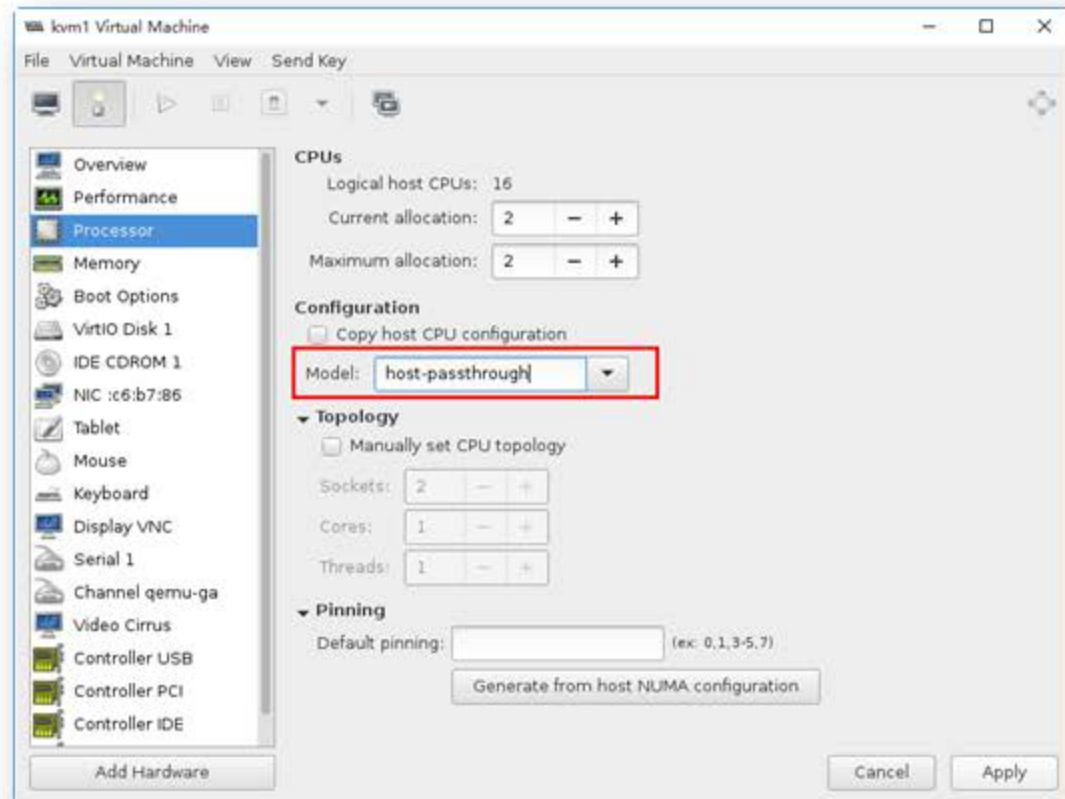 kvm1 Virtual Machine
File Virtual Machine View Send Key
Overview
Performance
Processor
Memory
Boot Options
VirtIO Disk 1
IDE CDROM 1
NIC :c6:b7:86
Tablet
Mouse
Keyboard
Display VNC
Serial 1
Channel qemu-ga
Video Cirrus
Controller USB
Controller PCI
Controller IDE
Add Hardware
CPUs
Logical host CPUs: 16
Current allocation: 2 − +
Maximum allocation: 2 − +
Configuration
Copy host CPU configuration
Model: host-passthrough
Topology
Manually set CPU topology
Sockets: 2 − +
Cores: 1 − +
Threads: 1 − +
Pinning
Default pinning: (ex: 0,1,3-5,7)
Generate from host NUMA configuration
Cancel Apply